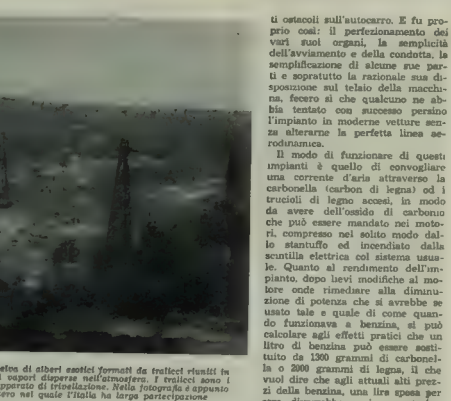 ti ostacoli sull'autocarro. E fu pro-
prio così: il perfezionamento dei
vari suoi organi, la semplicità
dell'avviamento e della condotta, la
semplificazione di alcune sue par-
ti e sopratutto la razionale sua di-
sposizione sul telaio della macchi-
na, fecero sì che qualcuno ne ab-
bia tentato con successo persino
l'impianto in moderne vetture sen-
za alterarne la perfetta linea ae-
rodinamica.
Il modo di funzionare di questi
impianti è quello di convogliare
una corrente d'aria attraverso la
carbonella (carbon di legna) od i
trucioli di legno accesi, in modo
da avere dell'ossido di carbonio
che può essere mandato nei moto-
ri, compresso nel solito modo dal-
lo stantuffo ed incendiato dalla
scintilla elettrica col sistema usua-
le. Quanto al rendimento dell'im-
pianto, dopo lievi modifiche al mo-
tore onde rimediare alla diminu-
zione di potenza che si avrebbe se
usato tale e quale di come quan-
do funzionava a benzina, si può
calcolare agli effetti pratici che un
litro di benzina può essere sosti-
tuito da 1300 grammi di carbonel-
la o 2000 grammi di legna, il che
vuol dire che agli attuali alti prez-
zi della benzina, una lire spesa per
selva di alberi esotici formati da tralicci riuniti in
i vapori disperse nell'atmosfera. I tralicci sono i
apparato di trivellazione. Nella fotografia è appunto
nel quale l'Italia ha larga partecipazione